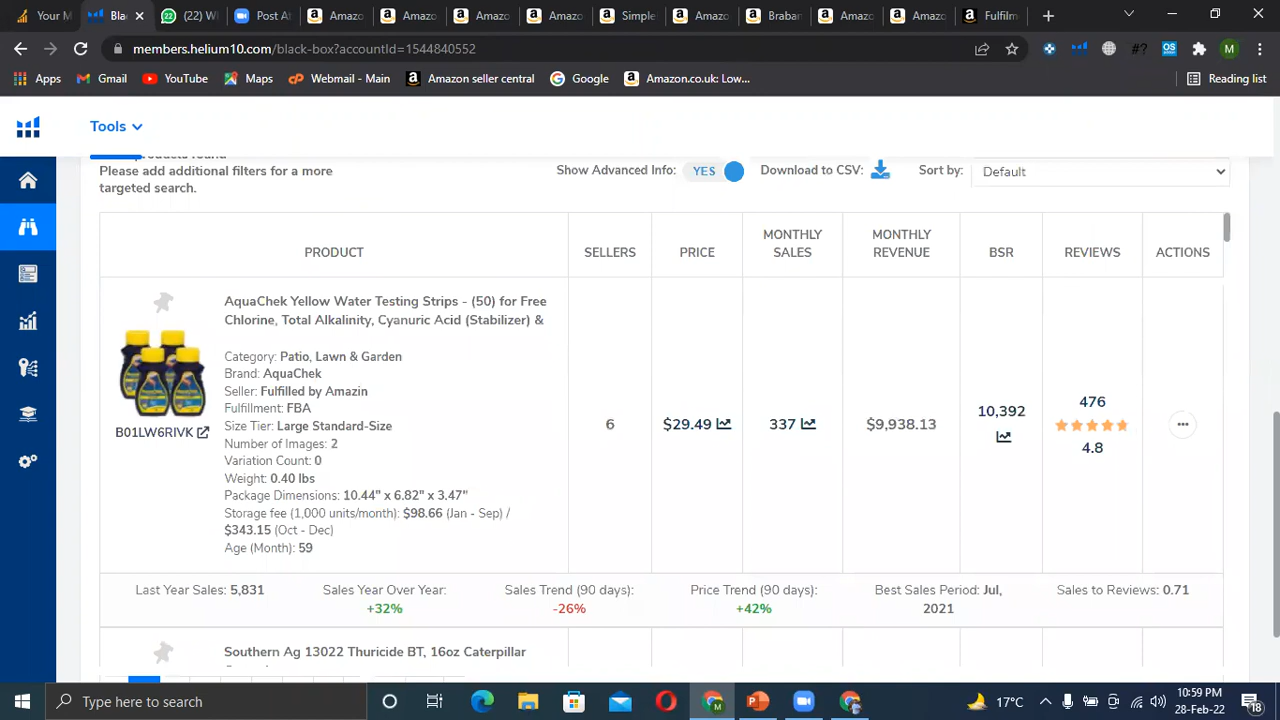 Your M
Blac
(22) W
Post At
Amazo
Amazo
Amazo
Amazo
Simple
Amazo
Braban
Amazo
Amazo
Fulfilm
members.helium10.com/black-box?accountId=1544840552
M
Apps
Gmail
YouTube
Maps
Webmail - Main
Amazon seller central
Google
Amazon.co.uk: Low...
Reading list
Tools
products found
Please add additional filters for a more
targeted search.
Show Advanced Info: YES
Download to CSV:
Sort by: Default
PRODUCT
SELLERS
PRICE
MONTHLY
SALES
MONTHLY
REVENUE
BSR
REVIEWS
ACTIONS
AquaChek Yellow Water Testing Strips - (50) for Free
Chlorine, Total Alkalinity, Cyanuric Acid (Stabilizer) &
Category: Patio, Lawn & Garden
Brand: AquaChek
Seller: Fulfilled by Amazin
Fulfillment: FBA
Size Tier: Large Standard-Size
Number of Images: 2
Variation Count: 0
Weight: 0.40 lbs
Package Dimensions: 10.44" x 6.82" x 3.47"
Storage fee (1,000 units/month): $98.66 (Jan - Sep) /
$343.15 (Oct - Dec)
Age (Month): 59
B01LW6RIVK
6
$29.49
337
$9,938.13
10,392
476
4.8
Last Year Sales: 5,831
Sales Year Over Year:
+32%
Sales Trend (90 days):
-26%
Price Trend (90 days):
+42%
Best Sales Period: Jul,
2021
Sales to Reviews: 0.71
Southern Ag 13022 Thuricide BT, 16oz Caterpillar
Type here to search
17°C
10:59 PM
28-Feb-22
18